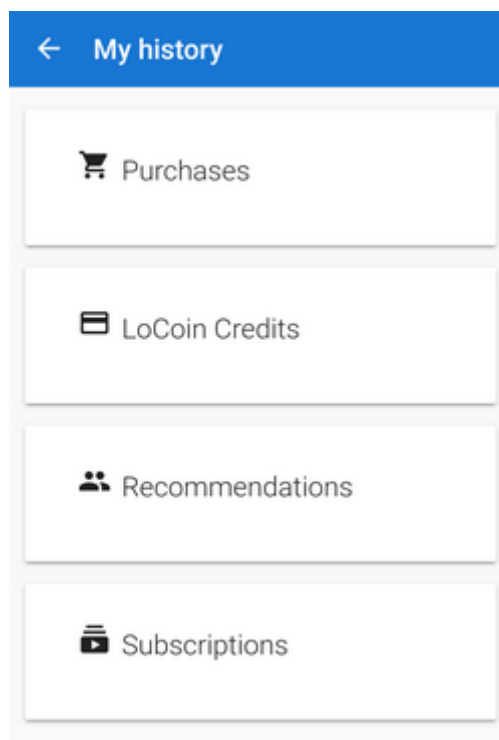 My history
Purchases
LoCoin Credits
Recommendations
Subscriptions